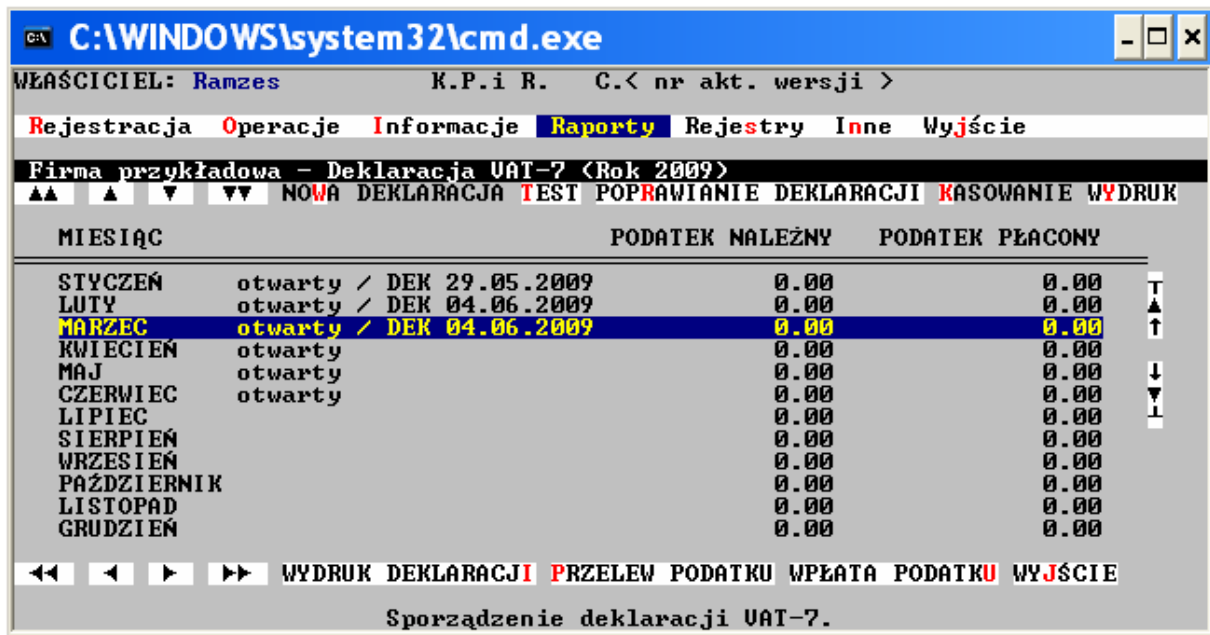 C:\WINDOWS\system32\cmd.exe
WŁAŚCICIEL: Ramzes K.P.i R. C.< nr akt. wersji >
Rejestracja Operacje Informacje Raporty Rejestry Inne Wyjście
Firma przykładowa - Deklaracja VAT-7 (Rok 2009)
NOWA DEKLARACJA TEST POPRAWIANIE DEKLARACJI KASOWANIE WYDRUK
MIESIĄC PODATEK NALEŻNY PODATEK PŁACONY
STYCZEŃ otwarty / DEK 29.05.2009 0.00 0.00
LUTY otwarty / DEK 04.06.2009 0.00 0.00
MARZEC otwarty / DEK 04.06.2009 0.00 0.00
KWIECIEŃ otwarty 0.00 0.00
MAJ otwarty 0.00 0.00
CZERWIEC otwarty 0.00 0.00
LIPIEC 0.00 0.00
SIERPIEŃ 0.00 0.00
WRZESIEŃ 0.00 0.00
PAŹDZIERNIK 0.00 0.00
LISTOPAD 0.00 0.00
GRUDZIEŃ 0.00 0.00
WYDRUK DEKLARACJI PRZELEW PODATKU WPŁATA PODATKU WYJŚCIE
Sporządzenie deklaracji VAT-7.